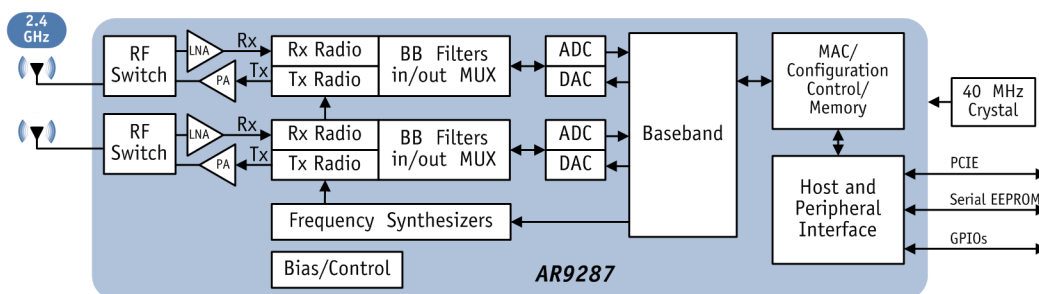 2.4
GHz
RF
Switch
LNA
Rx
PA
Tx
Rx Radio
Tx Radio
BB Filters
in/out MUX
ADC
DAC
RF
Switch
LNA
Rx
PA
Tx
Rx Radio
Tx Radio
BB Filters
in/out MUX
ADC
DAC
Frequency Synthesizers
Bias/Control
Baseband
MAC/
Configuration
Control/
Memory
Host and
Peripheral
Interface
40 MHz
Crystal
PCIE
Serial EEPROM
GPIOs
AR9287